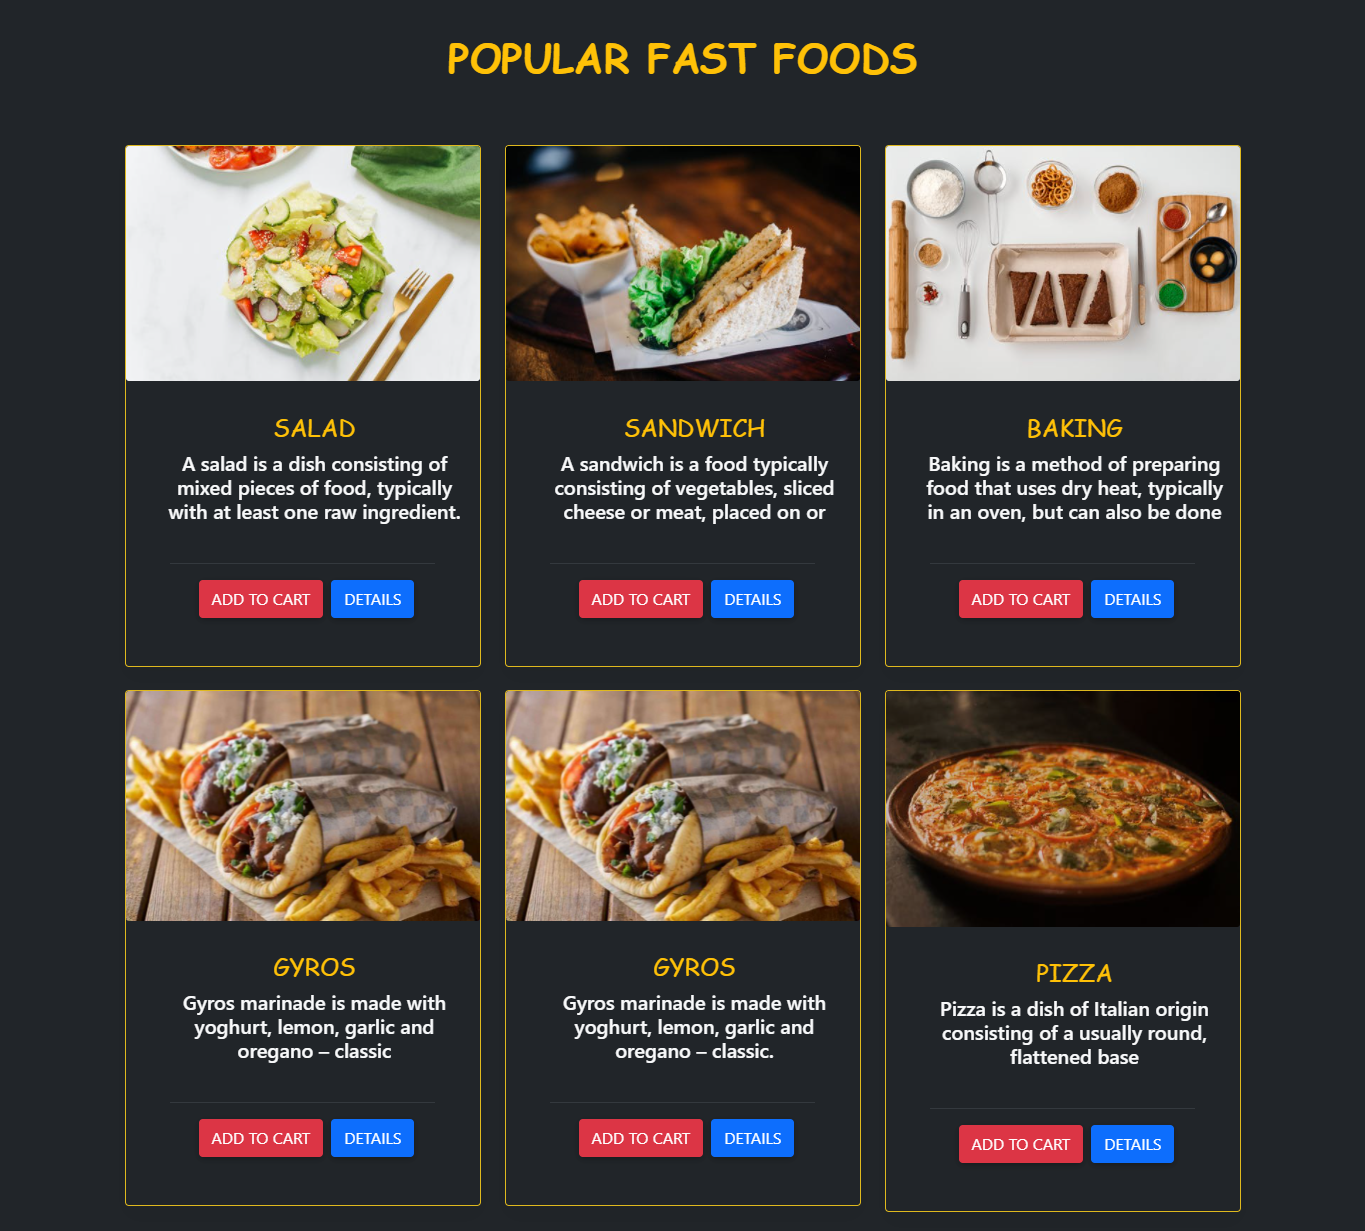 POPULAR FAST FOODS
SALAD
A salad is a dish consisting of
mixed pieces of food, typically
with at least one raw ingredient.
ADD TO CART DETAILS
SANDWICH
A sandwich is a food typically
consisting of vegetables, sliced
cheese or meat, placed on or
ADD TO CART DETAILS
BAKING
Baking is a method of preparing
food that uses dry heat, typically
in an oven, but can also be done
ADD TO CART DETAILS
GYROS
Gyros marinade is made with
yoghurt, lemon, garlic and
oregano – classic
ADD TO CART DETAILS
GYROS
Gyros marinade is made with
yoghurt, lemon, garlic and
oregano – classic.
ADD TO CART DETAILS
PIZZA
Pizza is a dish of Italian origin
consisting of a usually round,
flattened base
ADD TO CART DETAILS